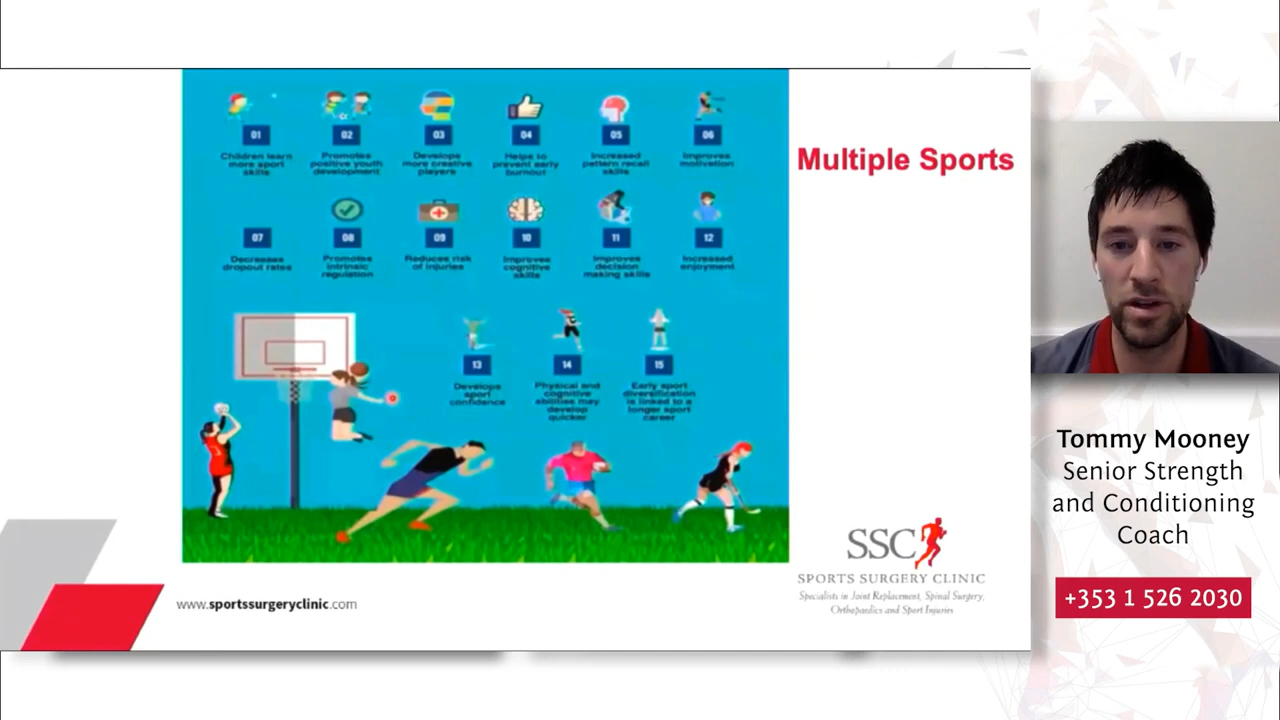 01
Children learn
more sport
skills
02
Promotes
positive youth
development
03
Develops
more creative
players
04
Helps to
prevent early
burnout
05
Increased
pattern recall
skills
06
Improves
motivation
Multiple Sports
07
Decreases
dropout rates
08
Promotes
intrinsic
regulation
09
Reduces risk
of injuries
10
Improves
cognitive
skills
11
Improves
decision
making skills
12
Increased
enjoyment
13
Develops
sport
confidence
14
Physical and
cognitive
abilities may
develop
quicker
15
Early sport
diversification
is linked to a
longer sport
career
SSC
SPORTS SURGERY CLINIC
Specialists in Joint Replacement, Spinal Surgery,
Orthopaedics and Sport Injuries
www.sportssurgeryclinic.com
Tommy Mooney
Senior Strength
and Conditioning
Coach
+353 1 526 2030